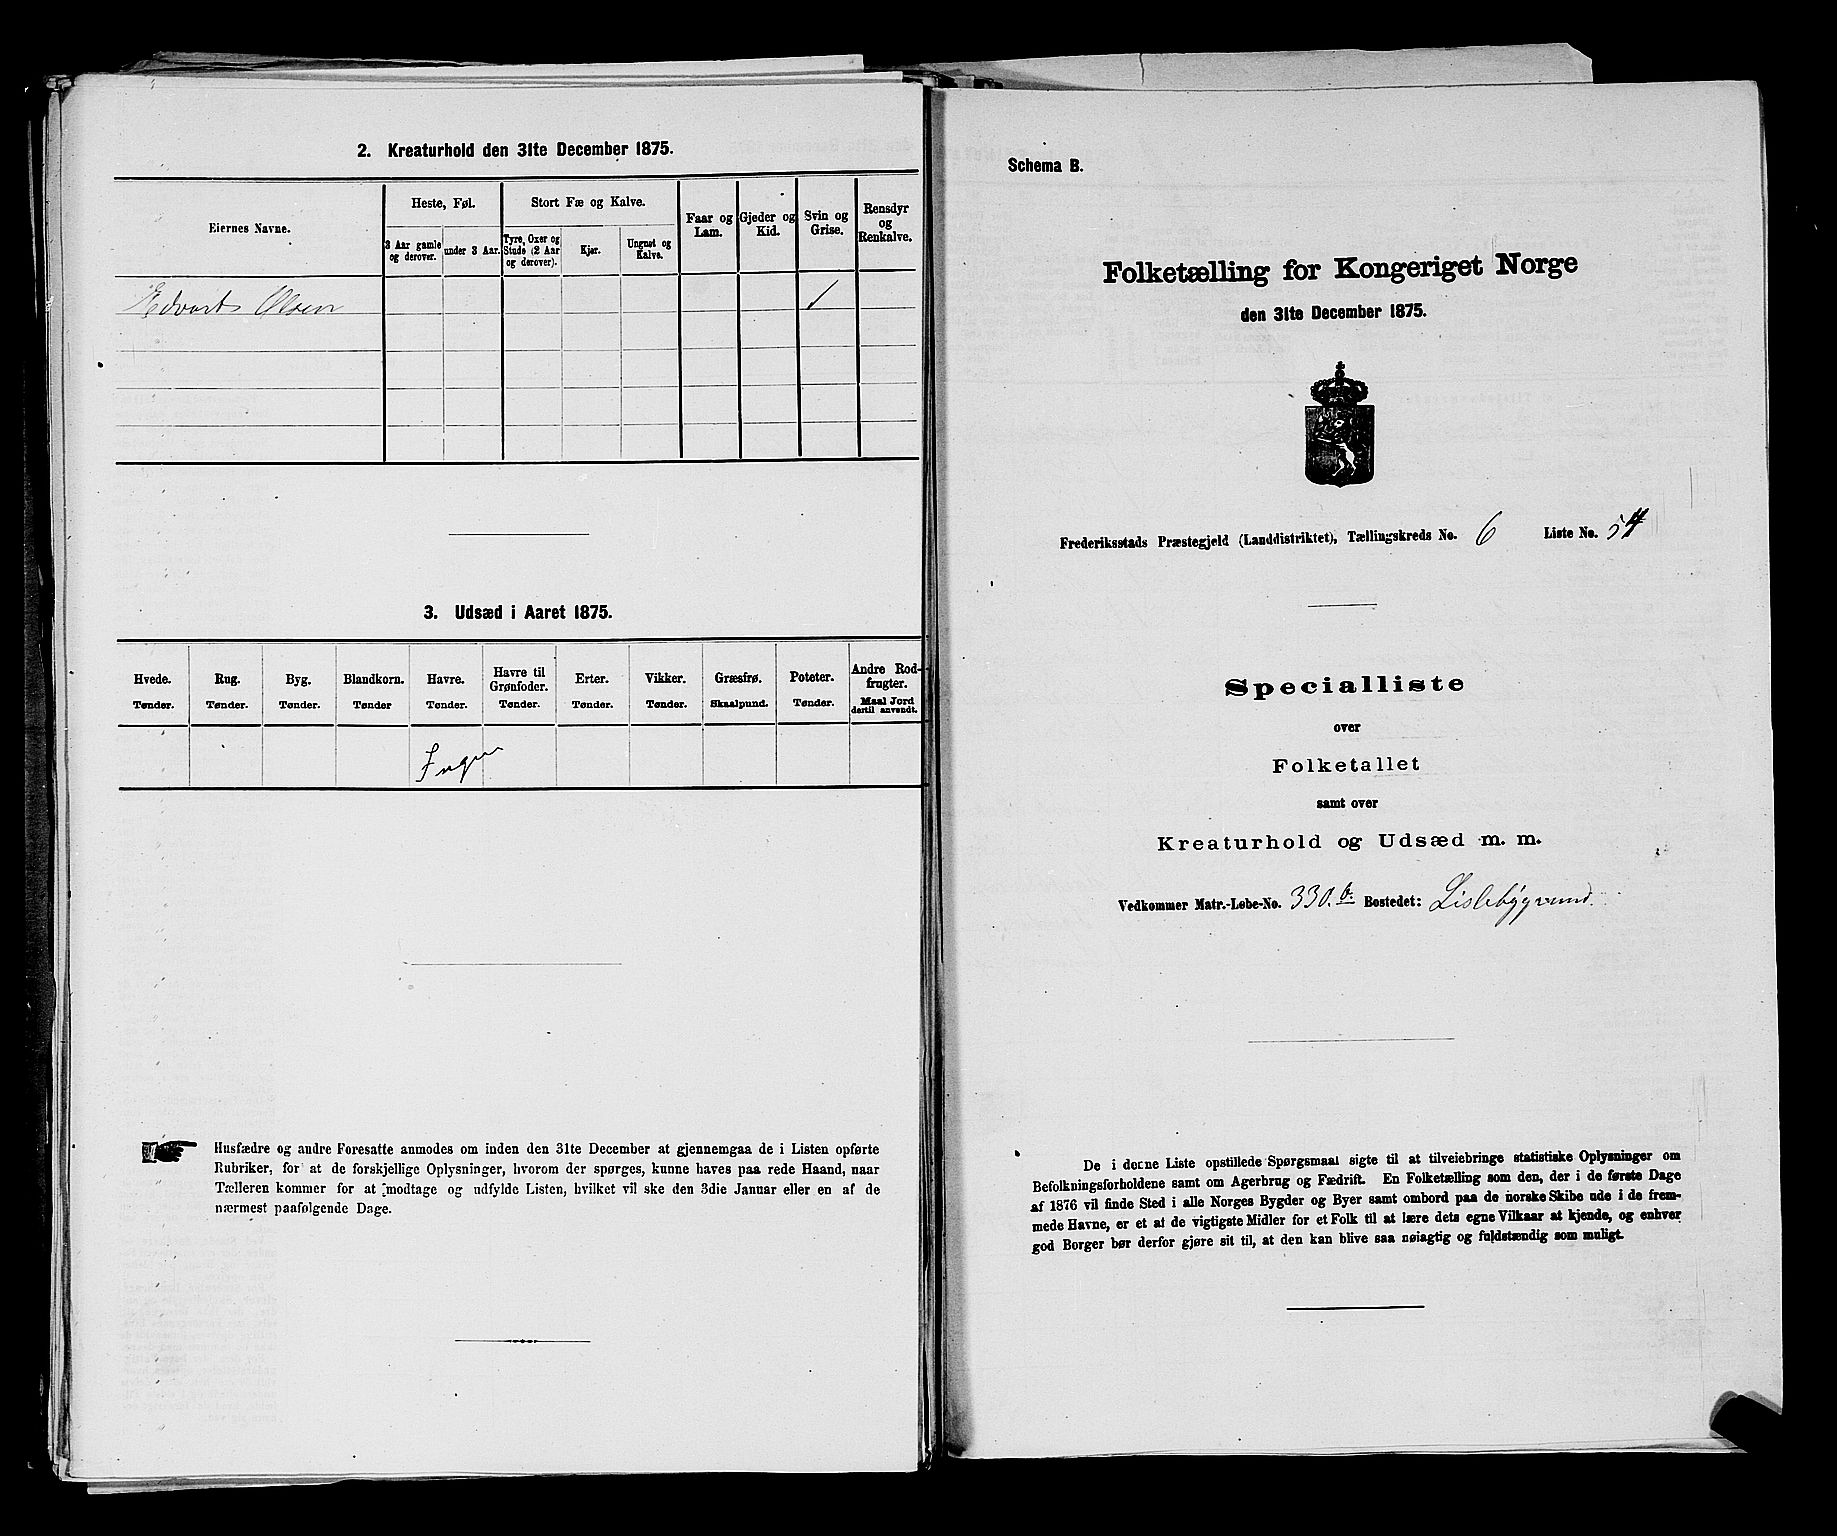 2. Kreaturhold den 31te December 1875.
Eiernes Navne.
Heste, Føl.
Stort Fæ og Kalve.
Faar og Lam.
Gjeder og Kid.
Svin og Grise.
Rensdyr og Renkalve.
3 Aar gamle og derover.
under 3 Aar.
Tyre, Oxer og Stude (2 Aar og derover).
Kjør.
Ungnøt og Kalve.
Edvart Olsen 1
3. Udsæd i Aaret 1875.
Hvede. Rug. Byg. Blandkorn. Havre. Havre til Grønfoder. Erter. Vikker. Græsfrø. Poteter. Andre Rodfrugter.
Tønder. Tønder. Tønder. Tønder Tønder. Tønder. Tønder. Tønder. Skaalpund. Tønder. Maal Jord dertil anvendt.
Ingen
Husfædre og andre Foresatte anmodes om inden den 31te December at gjennemgaa de i Listen opførte
Rubriker, for at de forskjellige Oplysninger, hvorom der spørges, kunne haves paa rede Haand, naar
Tælleren kommer for at modtage og udfylde Listen, hvilket vil ske den 3die Januar eller en af de
nærmest paafølgende Dage.
Schema B.
Folketælling for Kongeriget Norge
den 31te December 1875.
Frederiksstads Præstegjeld (Landdistriktet), Tællingskreds No. 6 Liste No. 54
Specialliste
over
Folketallet
samt over
Kreaturhold og Udsæd m. m.
Vedkommer Matr.-Løbe-No. 330.b. Bostedet: Lislebygrund.
De i denne Liste opstillede Spørgsmaal sigte til at tilveiebringe statistiske Oplysninger om
Befolkningsforholdene samt om Agerbrug og Fædrift. En Folketælling som den, der i de første Dage
af 1876 vil finde Sted i alle Norges Bygder og Byer samt ombord paa de norske Skibe ude i de frem-
mede Havne, er et at de vigtigste Midler for et Folk til at lære dets egne Vilkaar at kjende, og enhver
god Borger bør derfor gjøre sit til, at den kan blive saa nøiagtig og fuldstændig som muligt.